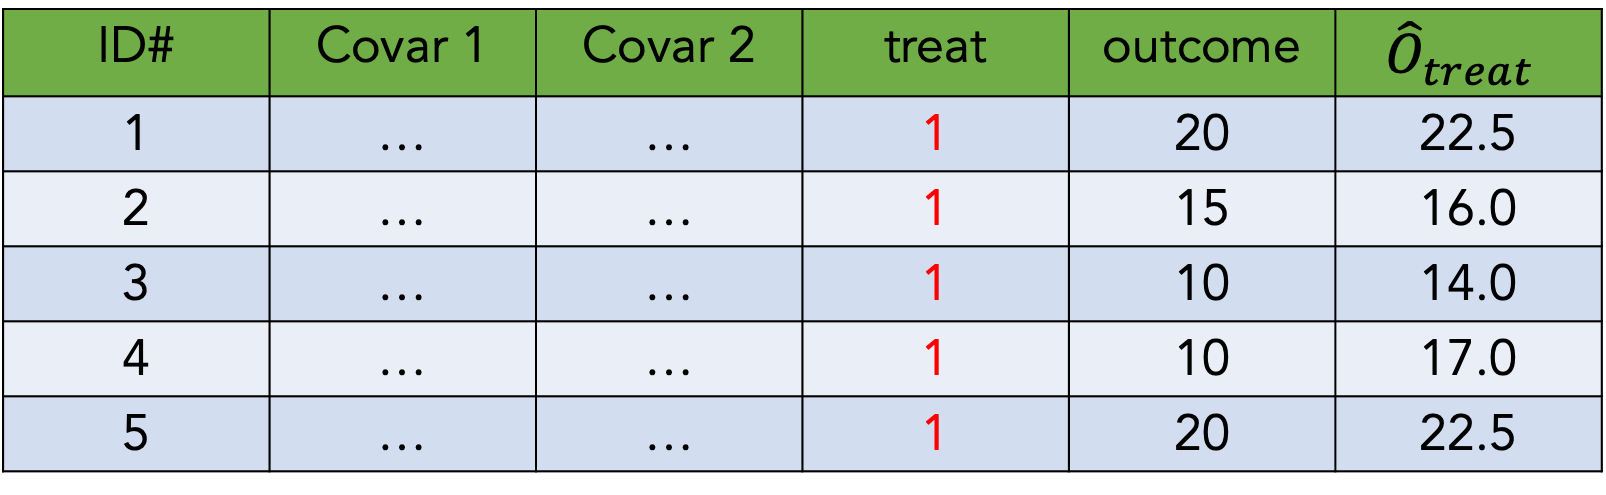 ID# Covar 1 Covar 2 treat outcome Ô_treat
1 ... ... 1 20 22.5
2 ... ... 1 15 16.0
3 ... ... 1 10 14.0
4 ... ... 1 10 17.0
5 ... ... 1 20 22.5